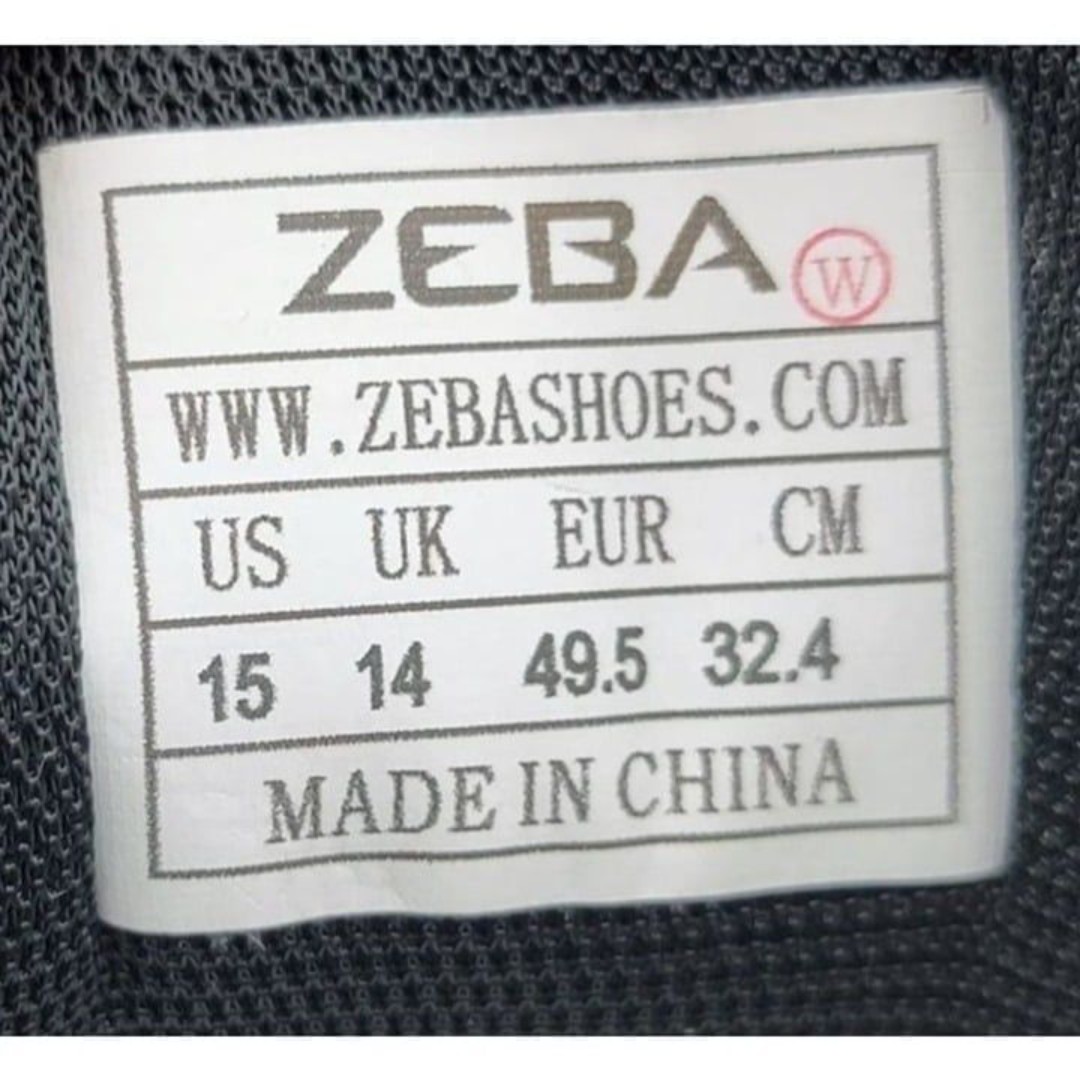 ZEBA W
WWW.ZEBASHOES.COM
US UK EUR CM
15 14 49.5 32.4
MADE IN CHINA